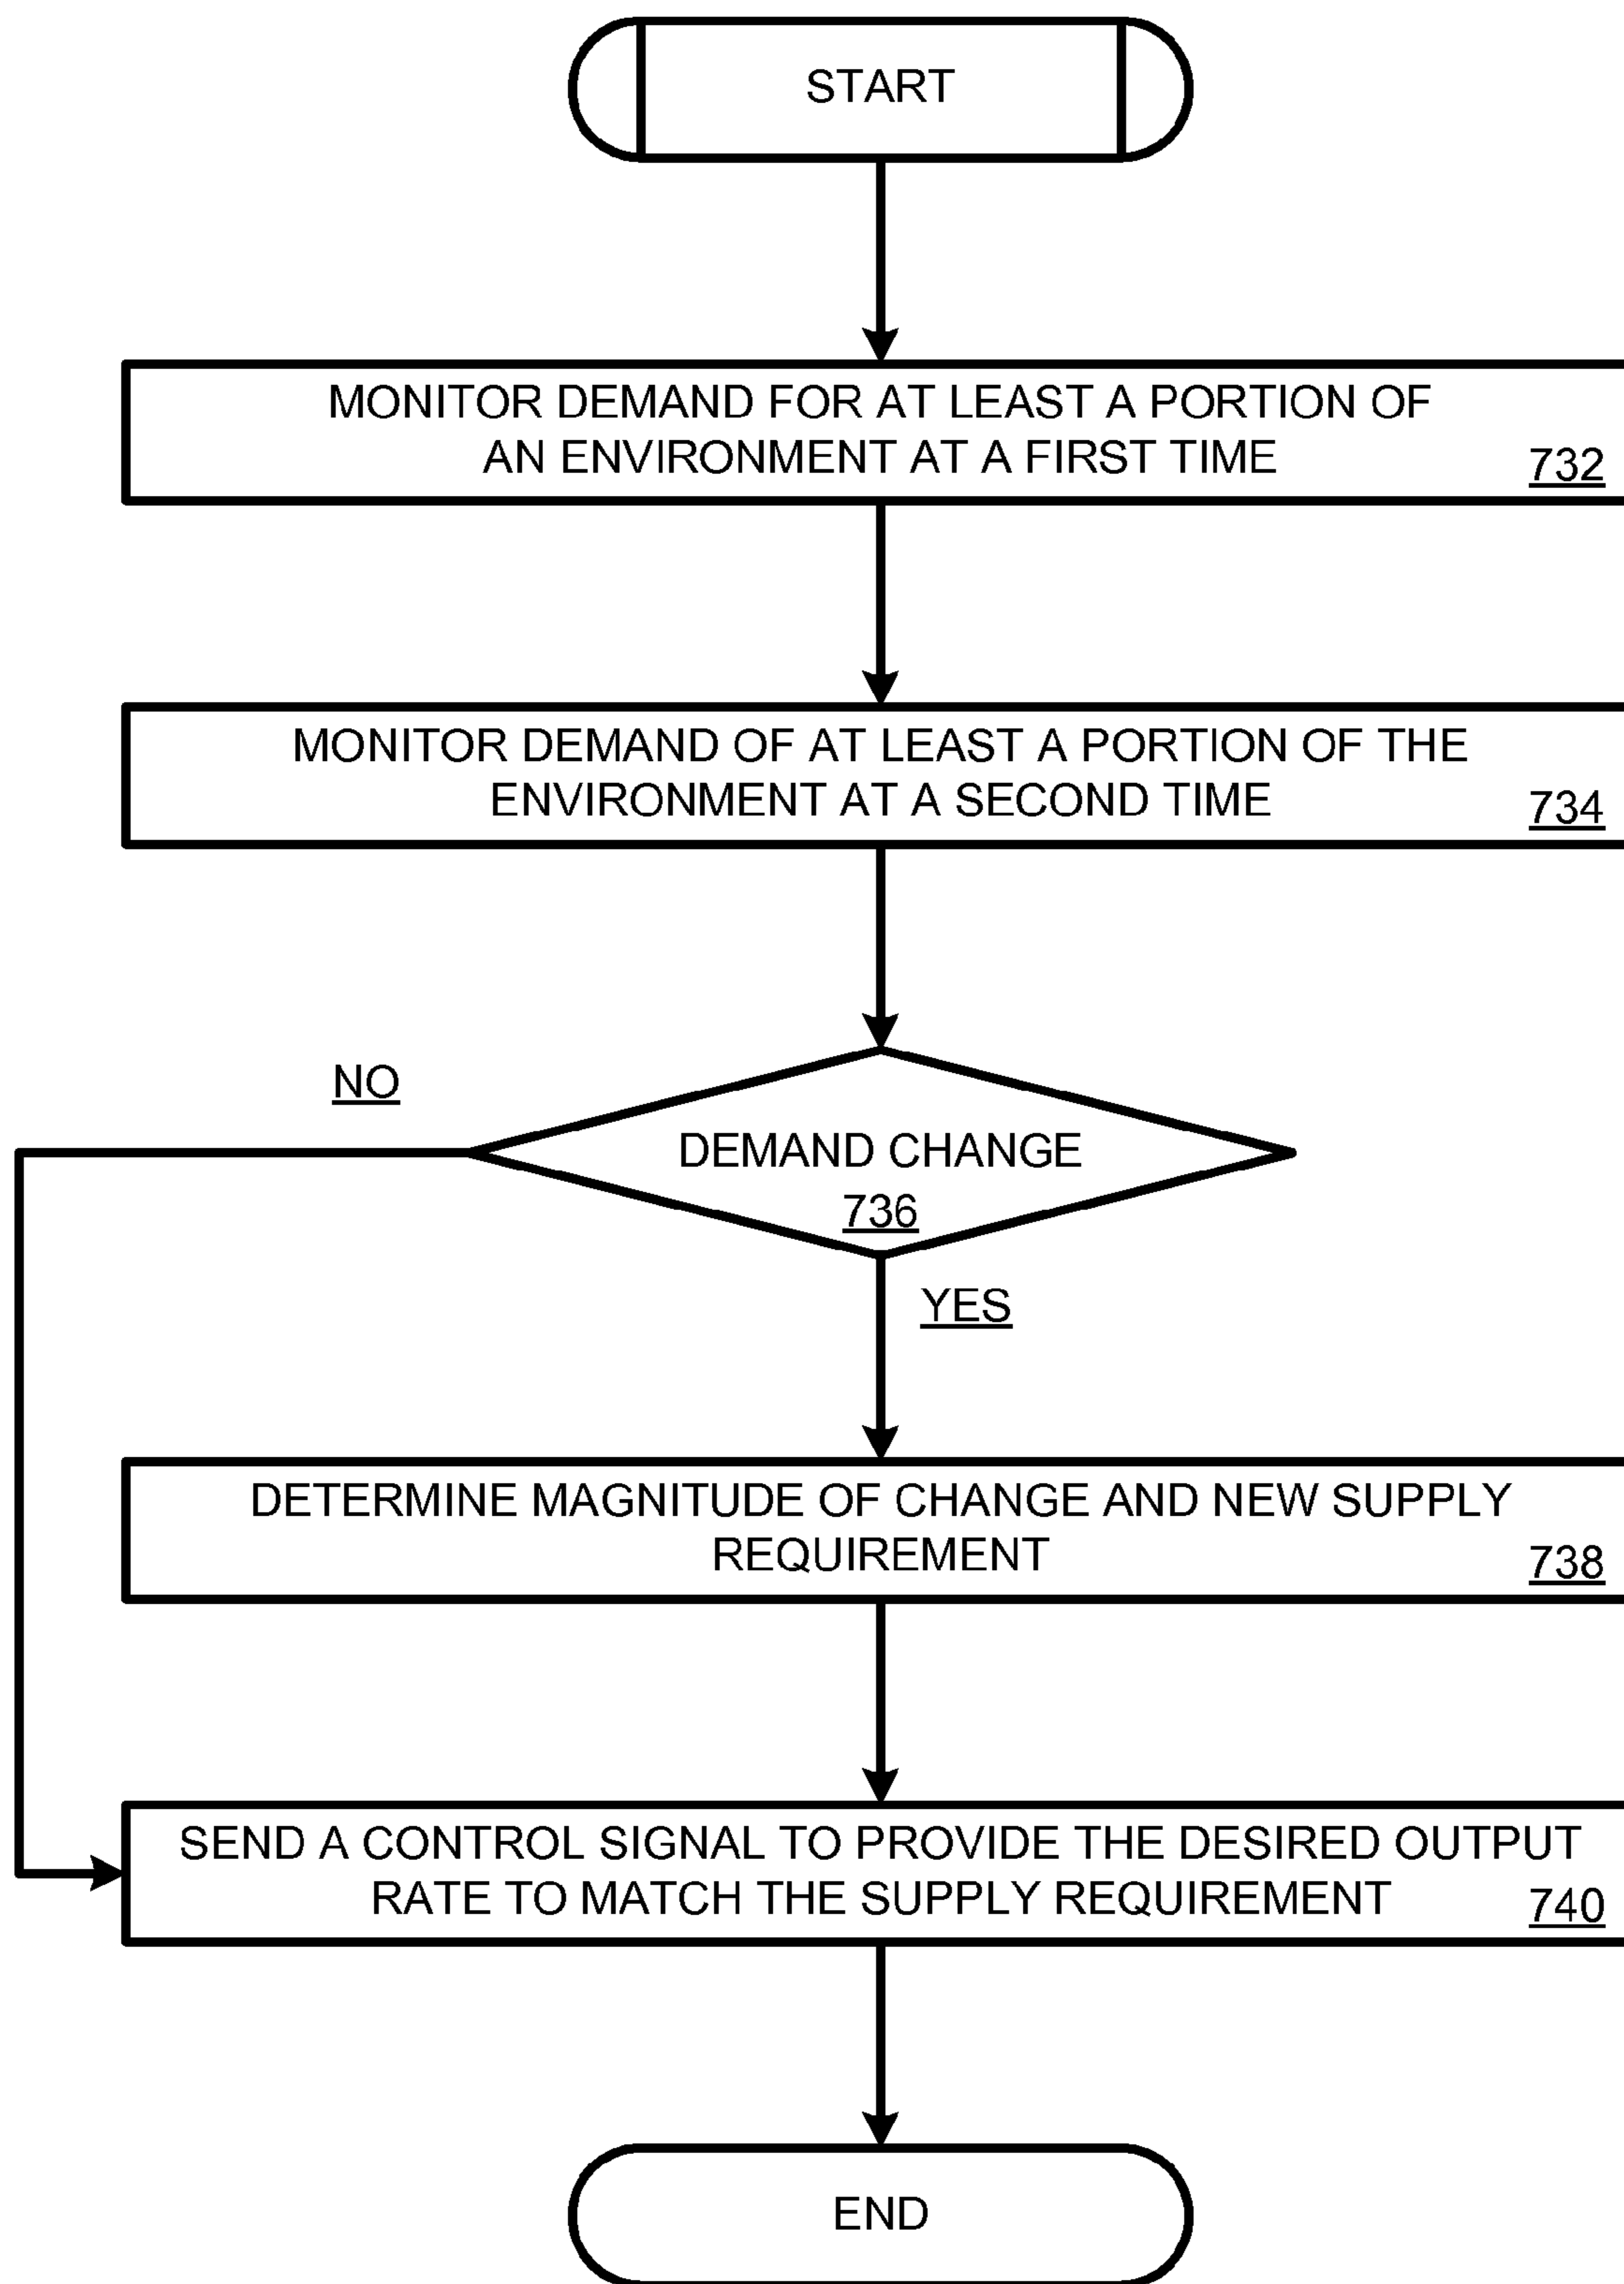 START
MONITOR DEMAND FOR AT LEAST A PORTION OF
AN ENVIRONMENT AT A FIRST TIME
732
MONITOR DEMAND OF AT LEAST A PORTION OF THE
ENVIRONMENT AT A SECOND TIME
734
NO
DEMAND CHANGE
736
YES
DETERMINE MAGNITUDE OF CHANGE AND NEW SUPPLY
REQUIREMENT
738
SEND A CONTROL SIGNAL TO PROVIDE THE DESIRED OUTPUT
RATE TO MATCH THE SUPPLY REQUIREMENT
740
END